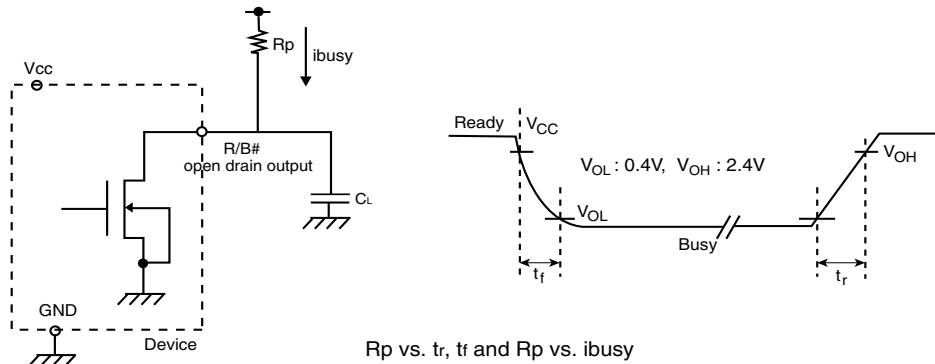 Rp
ibusy
Vcc
R/B#
open drain output
CL
GND
Device
Ready
VCC
VOL : 0.4V, VOH : 2.4V
VOH
VOL
Busy
tf
tr
Rp vs. tr, tf and Rp vs. ibusy